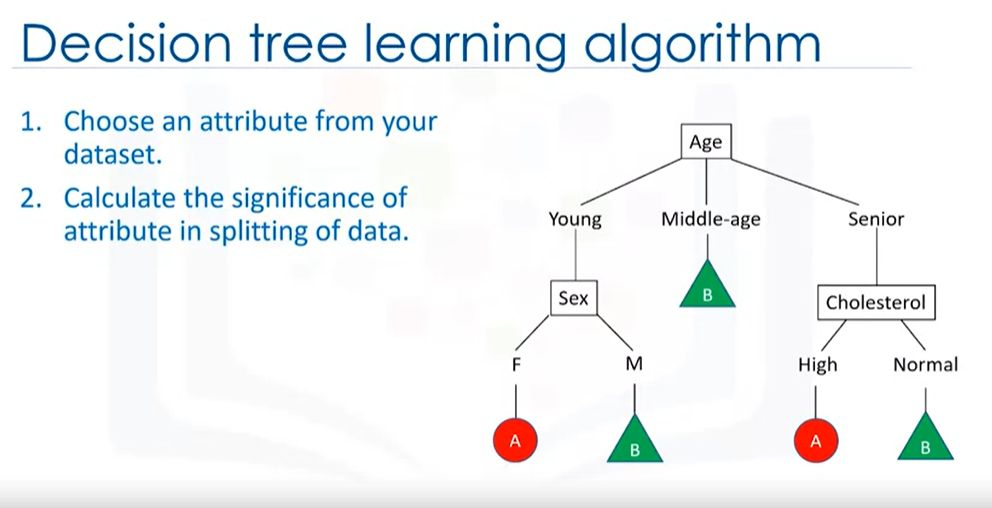 Decision tree learning algorithm
1. Choose an attribute from your
dataset.
2. Calculate the significance of
attribute in splitting of data.
Age
Young Middle-age Senior
Sex B Cholesterol
F M High Normal
A B A B